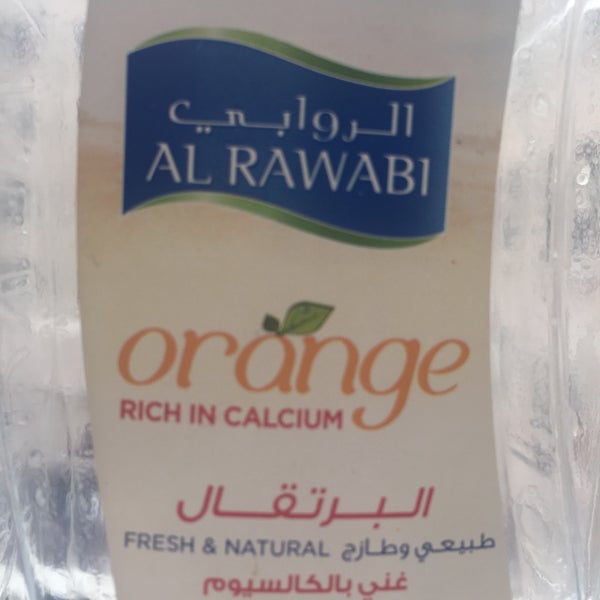 الروابي
AL RAWABI
orange
RICH IN CALCIUM
البرتقال
FRESH & NATURAL طبيعي وطازج
غني بالكالسيوم